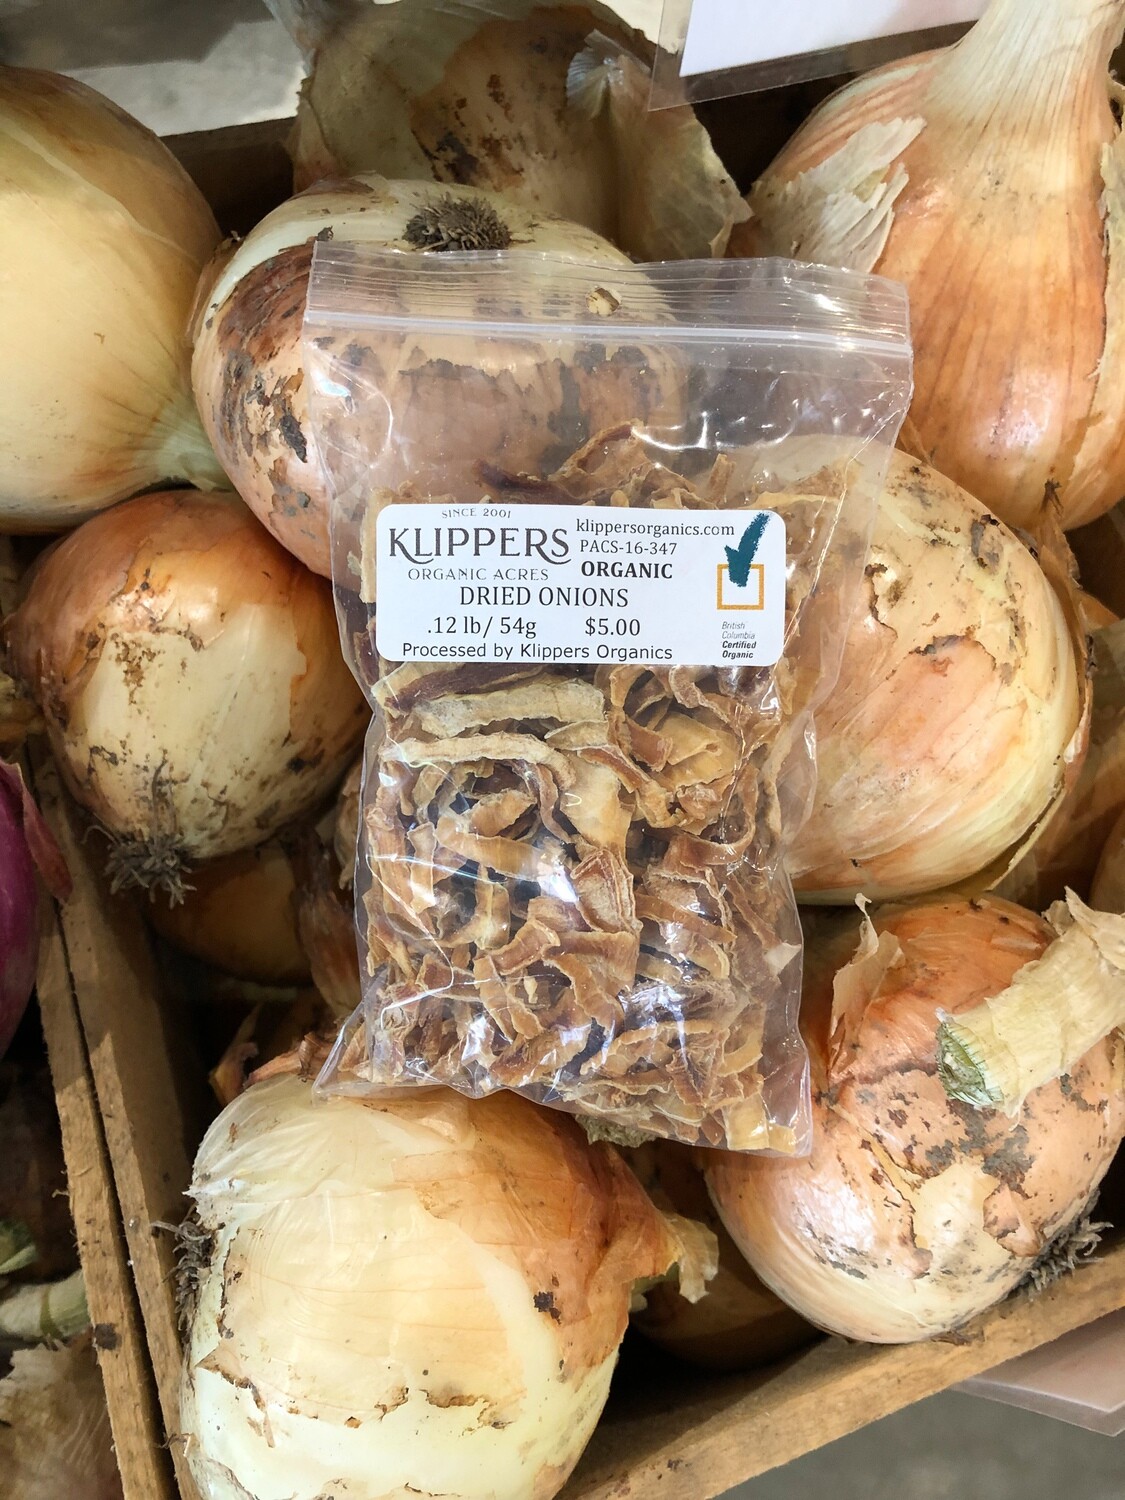 SINCE 2001
KLIPPERS
ORGANIC ACRES
klippersorganics.com
PACS-16-347
ORGANIC
DRIED ONIONS
.12 lb/ 54g $5.00
Processed by Klippers Organics
British
Columbia
Certified
Organic